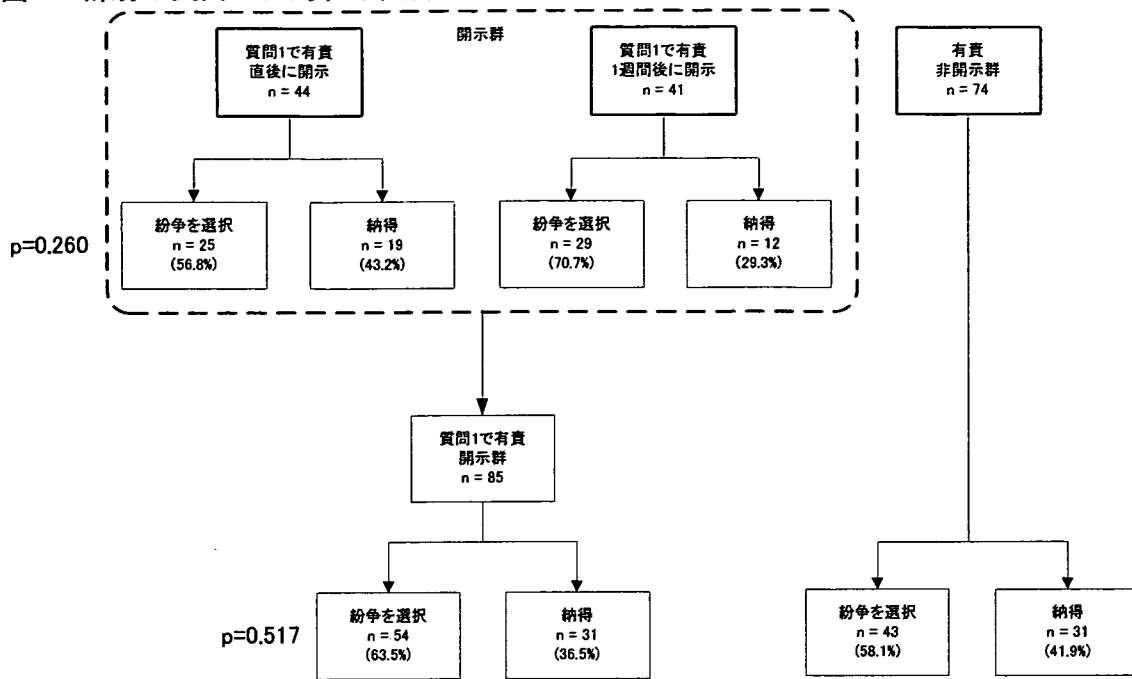 開示群
質問1で有責
直後に開示
n = 44
質問1で有責
1週間後に開示
n = 41
有責
非開示群
n = 74
紛争を選択
n = 25
(56.8%)
納得
n = 19
(43.2%)
紛争を選択
n = 29
(70.7%)
納得
n = 12
(29.3%)
p=0.260
質問1で有責
開示群
n = 85
紛争を選択
n = 54
(63.5%)
納得
n = 31
(36.5%)
紛争を選択
n = 43
(58.1%)
納得
n = 31
(41.9%)
p=0.517